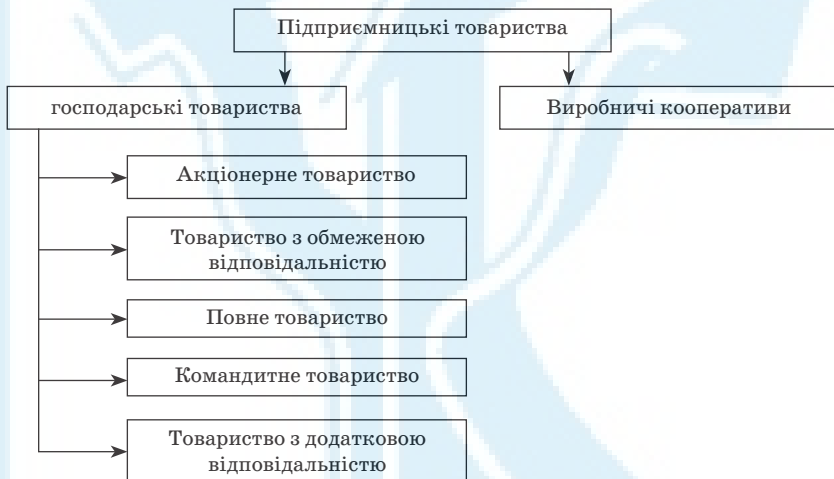 Підприємницькі товариства
господарські товариства
Виробничі кооперативи
Акціонерне товариство
Товариство з обмеженою
відповідальністю
Повне товариство
Командитне товариство
Товариство з додатковою
відповідальністю